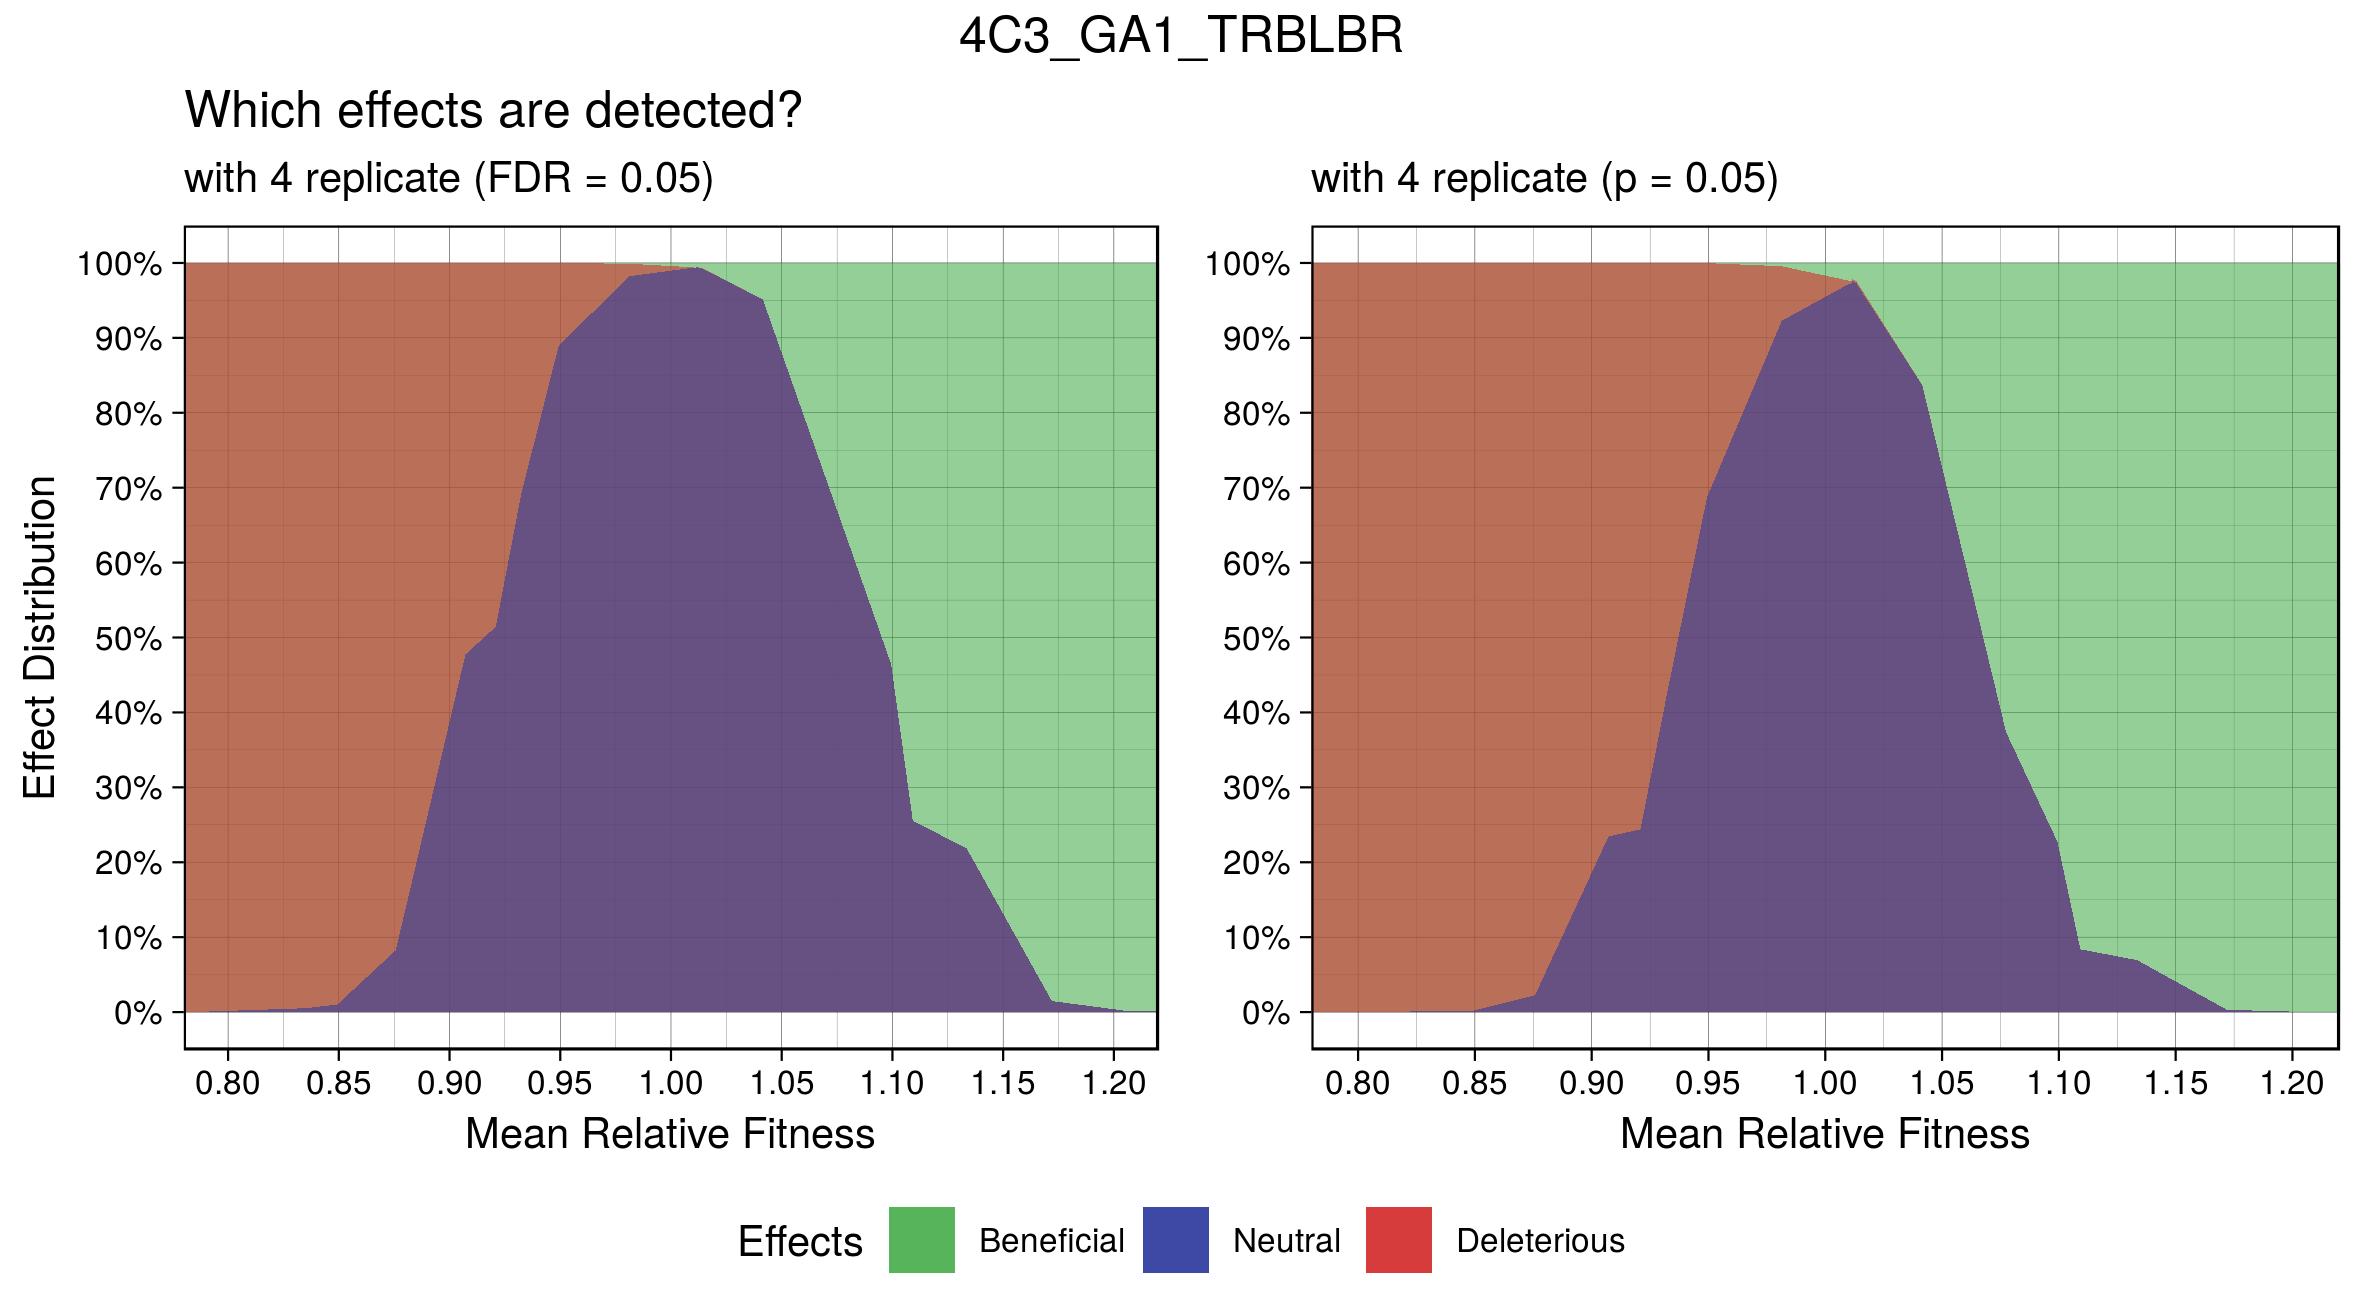 4C3_GA1_TRBLBR
Which effects are detected?
with 4 replicate (FDR = 0.05)
with 4 replicate (p = 0.05)
Effect Distribution
100%
90%
80%
70%
60%
50%
40%
30%
20%
10%
0%
0.80 0.85 0.90 0.95 1.00 1.05 1.10 1.15 1.20
Mean Relative Fitness
100%
90%
80%
70%
60%
50%
40%
30%
20%
10%
0%
0.80 0.85 0.90 0.95 1.00 1.05 1.10 1.15 1.20
Mean Relative Fitness
Effects Beneficial Neutral Deleterious